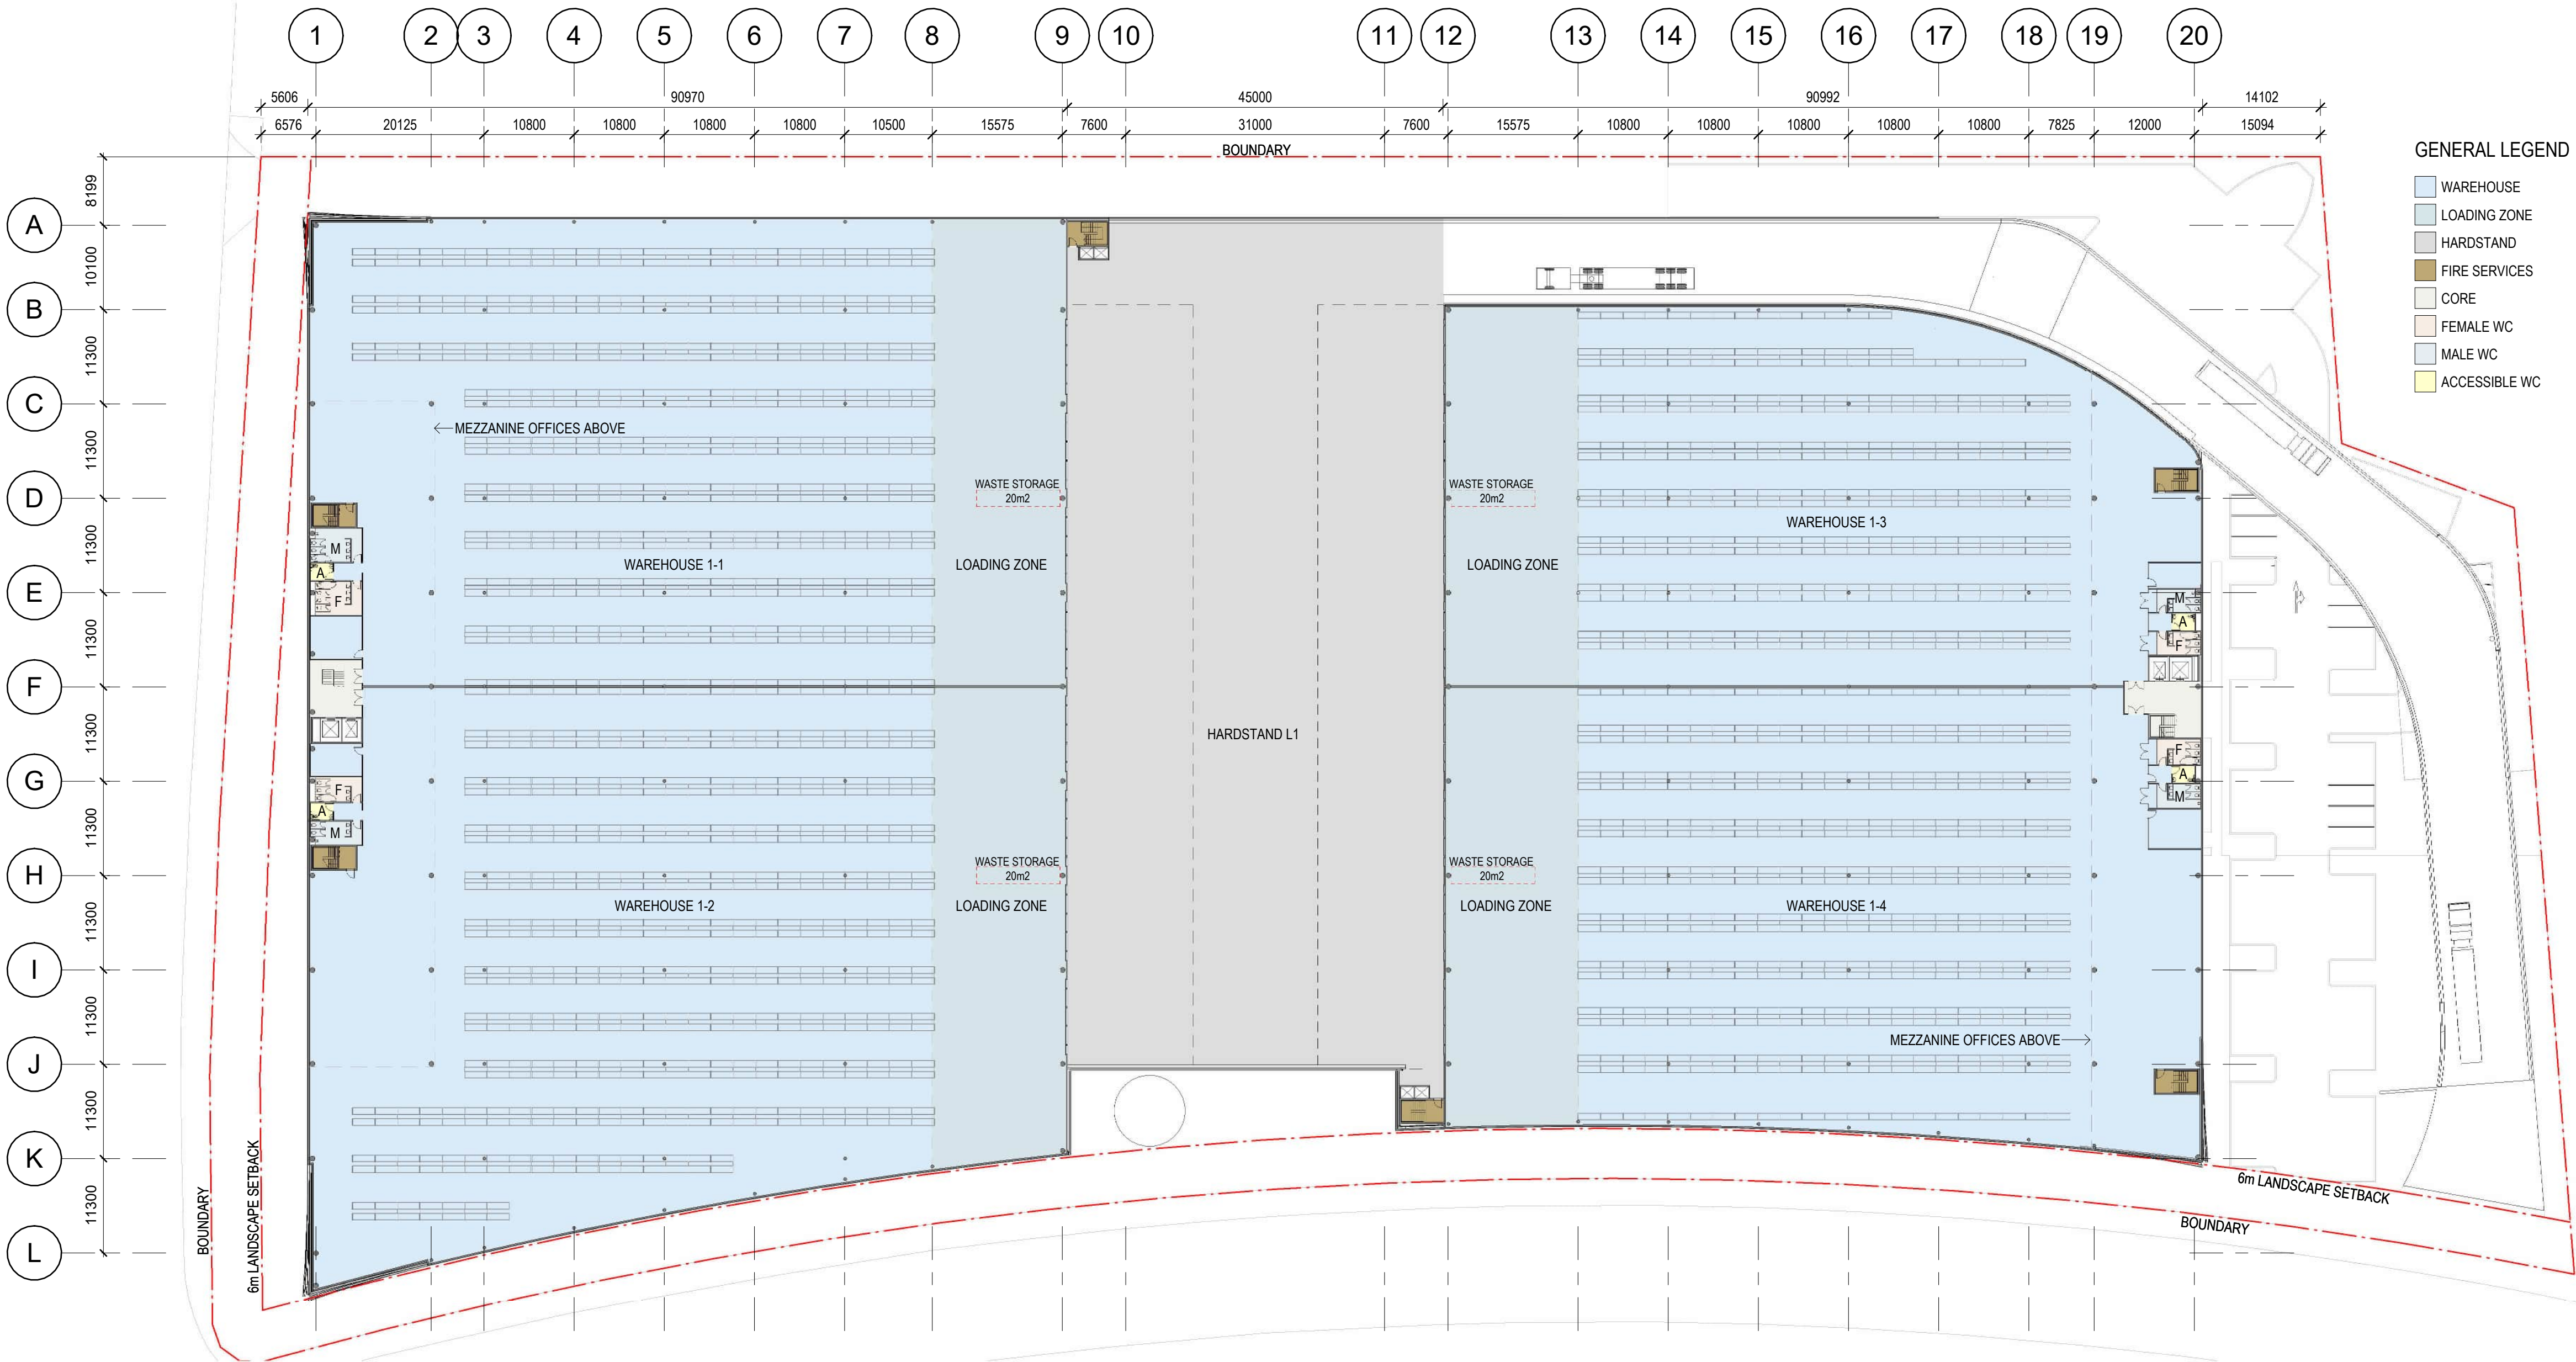 1 2 3 4 5 6 7 8 9 10 11 12 13 14 15 16 17 18 19 20
5606 90970 45000 90992 14102
6576 20125 10800 10800 10800 10800 10500 15575 7600 31000 7600 15575 10800 10800 10800 10800 10800 7825 12000 15094
BOUNDARY
GENERAL LEGEND
WAREHOUSE
LOADING ZONE
HARDSTAND
FIRE SERVICES
CORE
FEMALE WC
MALE WC
ACCESSIBLE WC
8199
A
10100
B
11300
C
11300
D
11300
E
11300
F
11300
G
11300
H
11300
I
11300
J
11300
K
11300
L
MEZZANINE OFFICES ABOVE
WASTE STORAGE
20m2
WASTE STORAGE
20m2
WAREHOUSE 1-3
M
A
F
WAREHOUSE 1-1
LOADING ZONE
LOADING ZONE
M
A
F
HARDSTAND L1
F
A
M
F
A
M
WASTE STORAGE
20m2
WASTE STORAGE
20m2
WAREHOUSE 1-2
LOADING ZONE
LOADING ZONE
WAREHOUSE 1-4
MEZZANINE OFFICES ABOVE
BOUNDARY
6m LANDSCAPE SETBACK
6m LANDSCAPE SETBACK
BOUNDARY